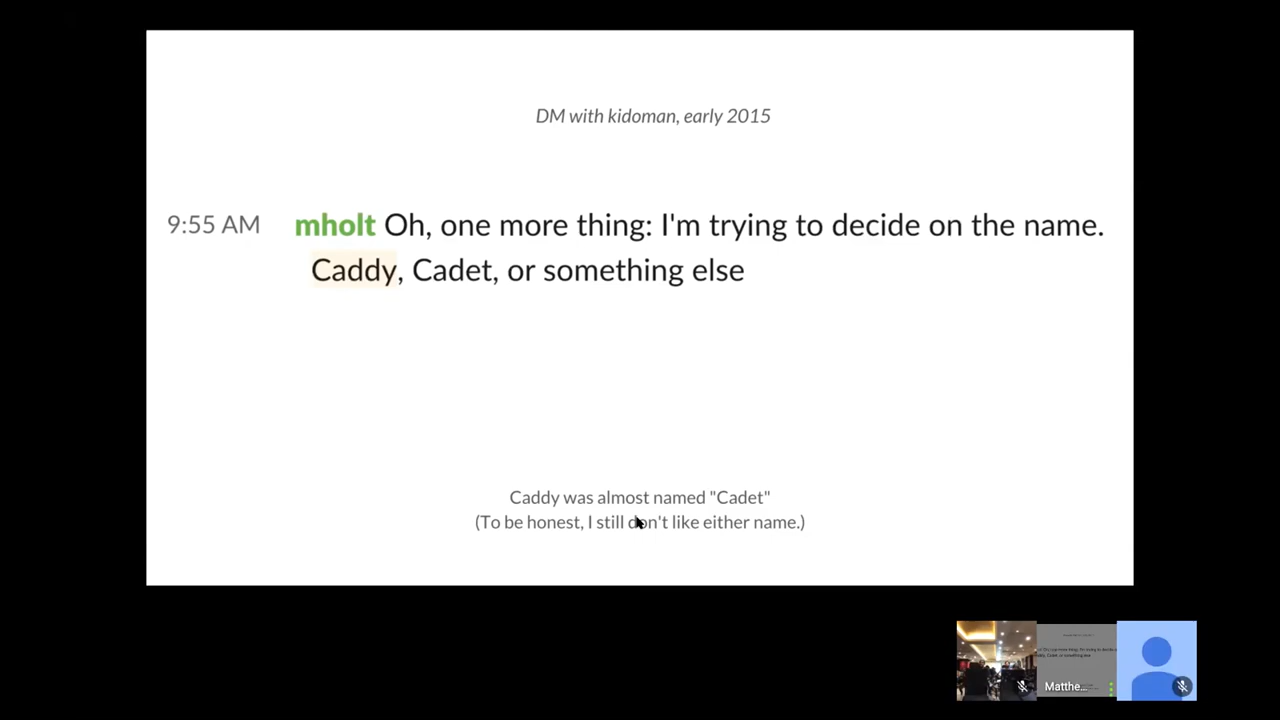 DM with kidoman, early 2015
9:55 AM mholt Oh, one more thing: I'm trying to decide on the name.
Caddy, Cadet, or something else
Caddy was almost named "Cadet"
(To be honest, I still don't like either name.)
Matthe...